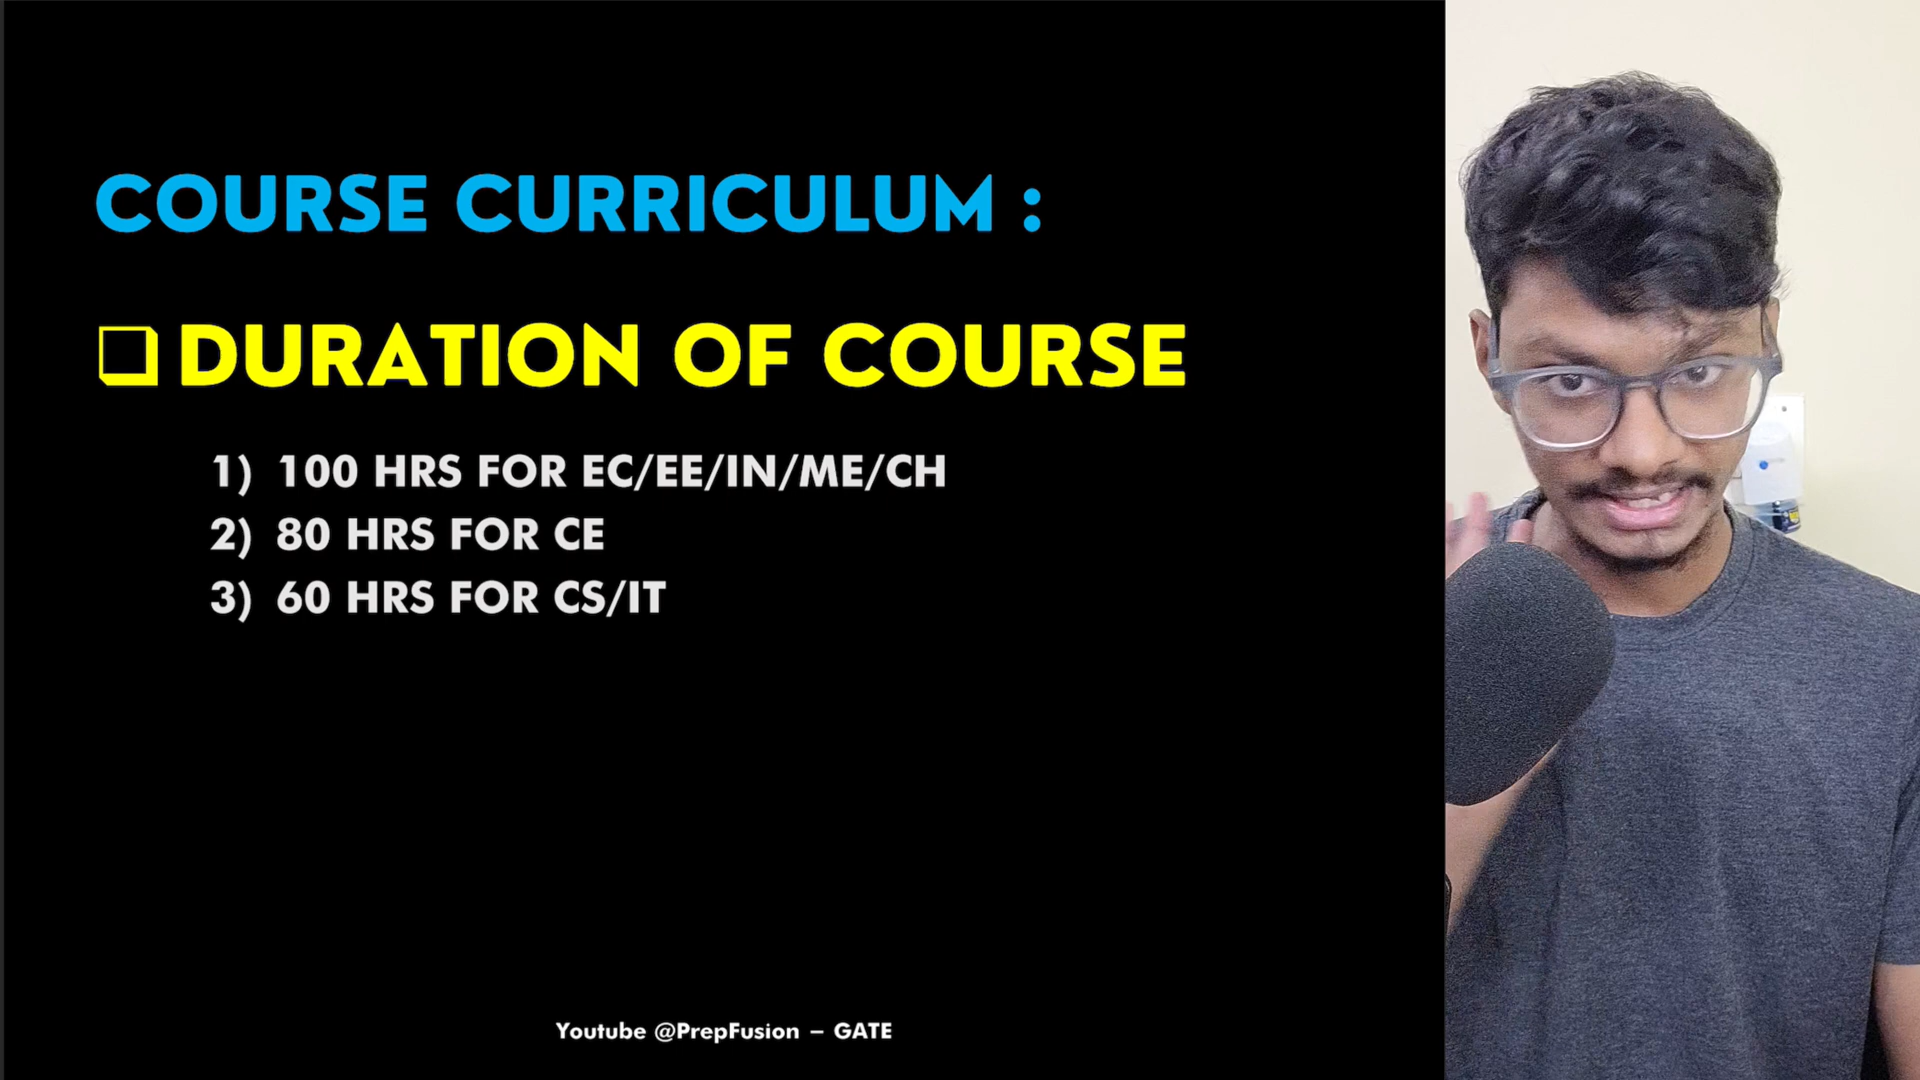 COURSE CURRICULUM :
DURATION OF COURSE
1) 100 HRS FOR EC/EE/IN/ME/CH
2) 80 HRS FOR CE
3) 60 HRS FOR CS/IT
Youtube @PrepFusion – GATE